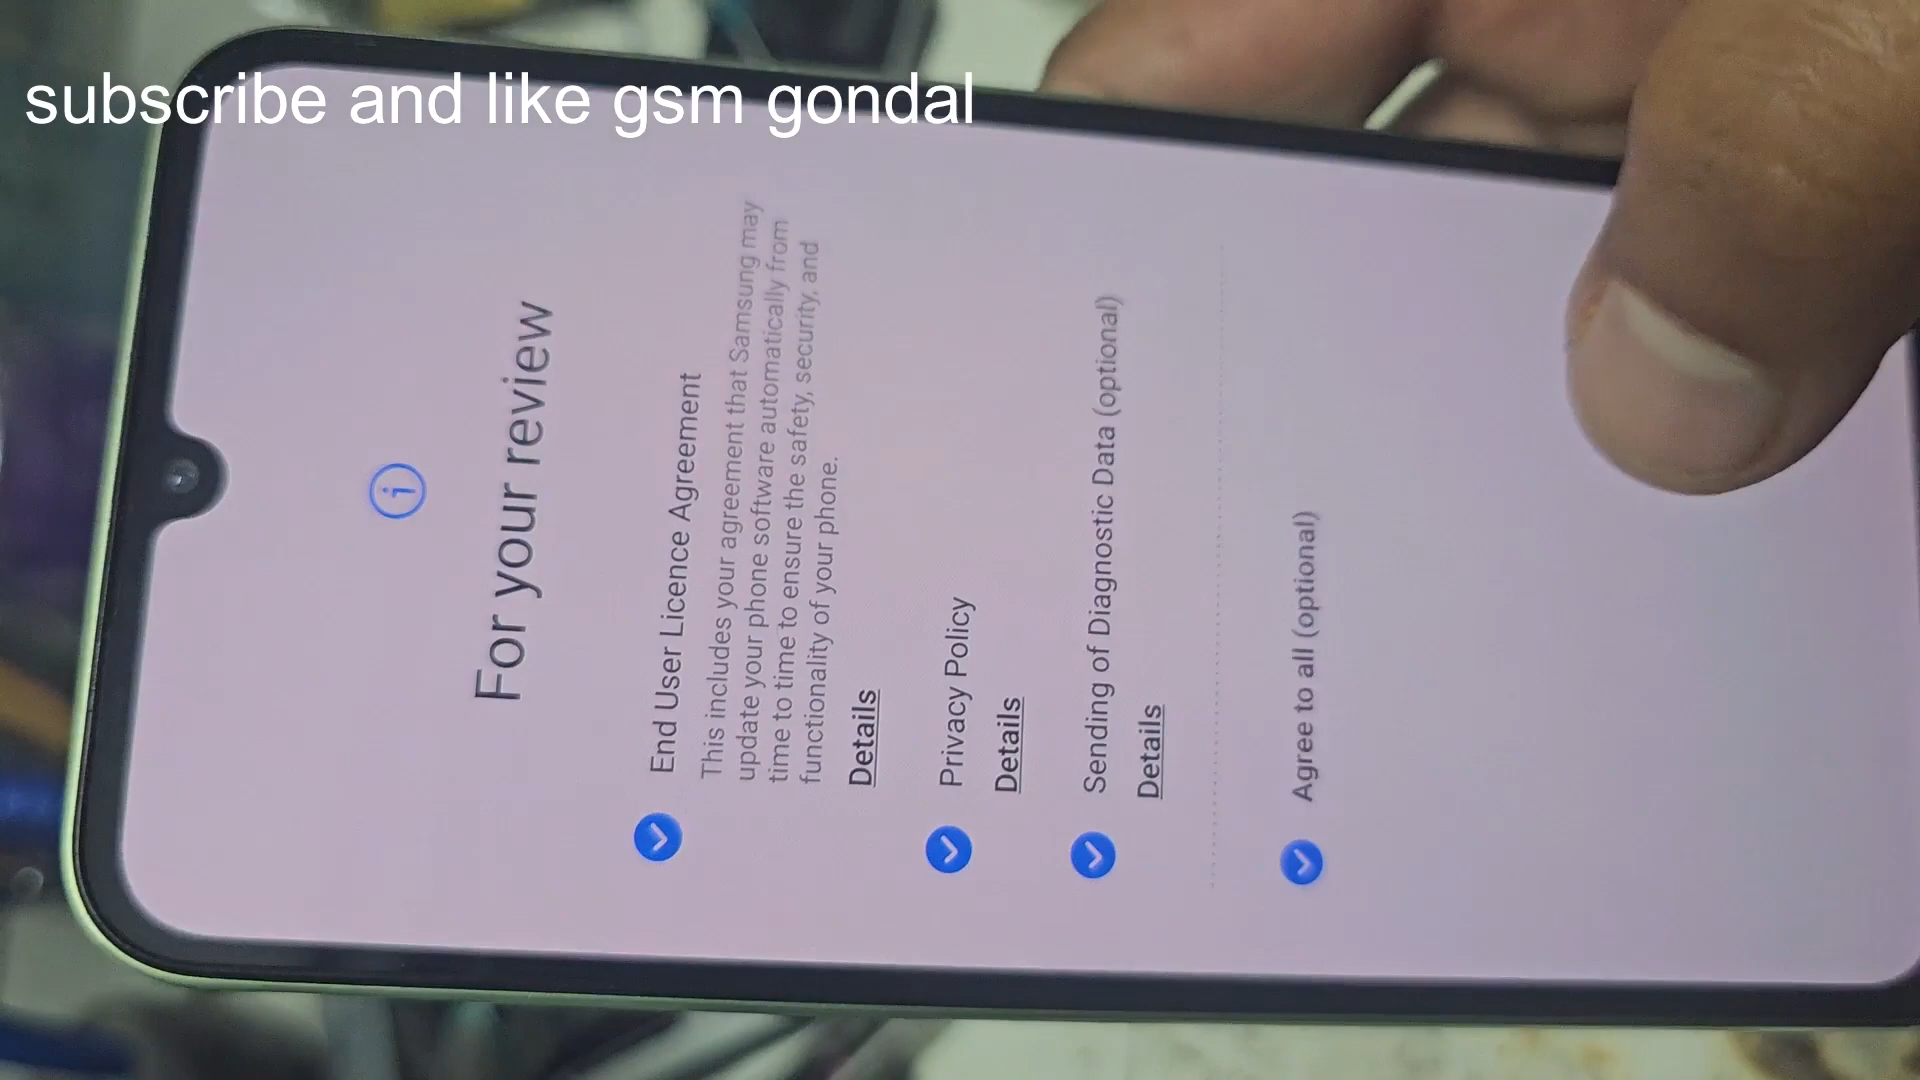 subscribe and like gsm gondal
For your review
End User Licence Agreement
This includes your agreement that Samsung may
update your phone software automatically from
time to time to ensure the safety, security, and
functionality of your phone.
Details
Privacy Policy
Details
Sending of Diagnostic Data (optional)
Details
Agree to all (optional)